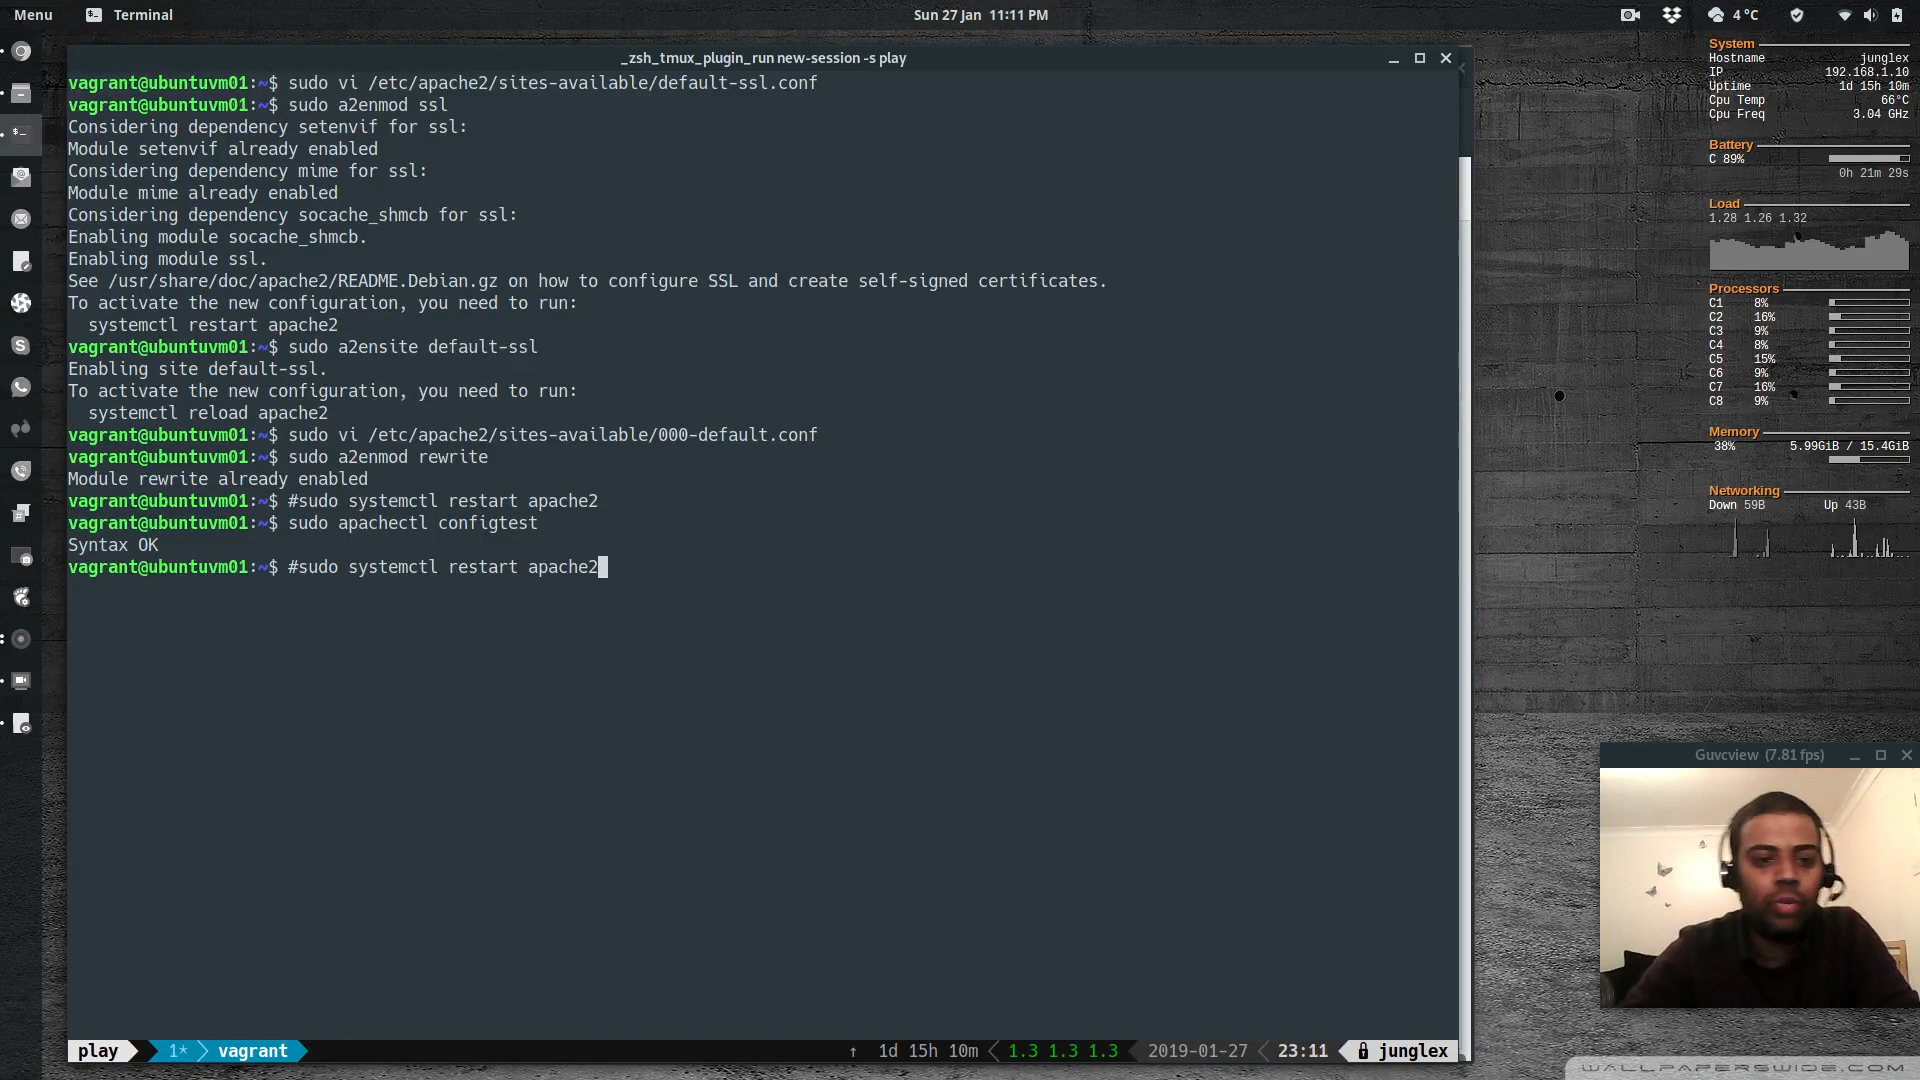 Menu
Terminal
Sun 27 Jan 11:11 PM
4 °C
_zsh_tmux_plugin_run new-session -s play
vagrant@ubuntuvm01:~$ sudo vi /etc/apache2/sites-available/default-ssl.conf
vagrant@ubuntuvm01:~$ sudo a2enmod ssl
Considering dependency setenvif for ssl:
Module setenvif already enabled
Considering dependency mime for ssl:
Module mime already enabled
Considering dependency socache_shmcb for ssl:
Enabling module socache_shmcb.
Enabling module ssl.
See /usr/share/doc/apache2/README.Debian.gz on how to configure SSL and create self-signed certificates.
To activate the new configuration, you need to run:
  systemctl restart apache2
vagrant@ubuntuvm01:~$ sudo a2ensite default-ssl
Enabling site default-ssl.
To activate the new configuration, you need to run:
  systemctl reload apache2
vagrant@ubuntuvm01:~$ sudo vi /etc/apache2/sites-available/000-default.conf
vagrant@ubuntuvm01:~$ sudo a2enmod rewrite
Module rewrite already enabled
vagrant@ubuntuvm01:~$ #sudo systemctl restart apache2
vagrant@ubuntuvm01:~$ sudo apachectl configtest
Syntax OK
vagrant@ubuntuvm01:~$ #sudo systemctl restart apache2
play
1*
vagrant
↑ 1d 15h 10m
1.3 1.3 1.3
2019-01-27
23:11
junglex
System
Hostname junglex
IP 192.168.1.10
Uptime 1d 15h 10m
Cpu Temp 66°C
Cpu Freq 3.04 GHz
Battery
C 89%
0h 21m 29s
Load
1.28 1.26 1.32
Processors
C1 8%
C2 16%
C3 9%
C4 8%
C5 15%
C6 9%
C7 16%
C8 9%
Memory
38% 5.99GiB / 15.4GiB
Networking
Down 59B Up 43B
Guvcview (7.81 fps)
WALLPAPERSWIDE.COM